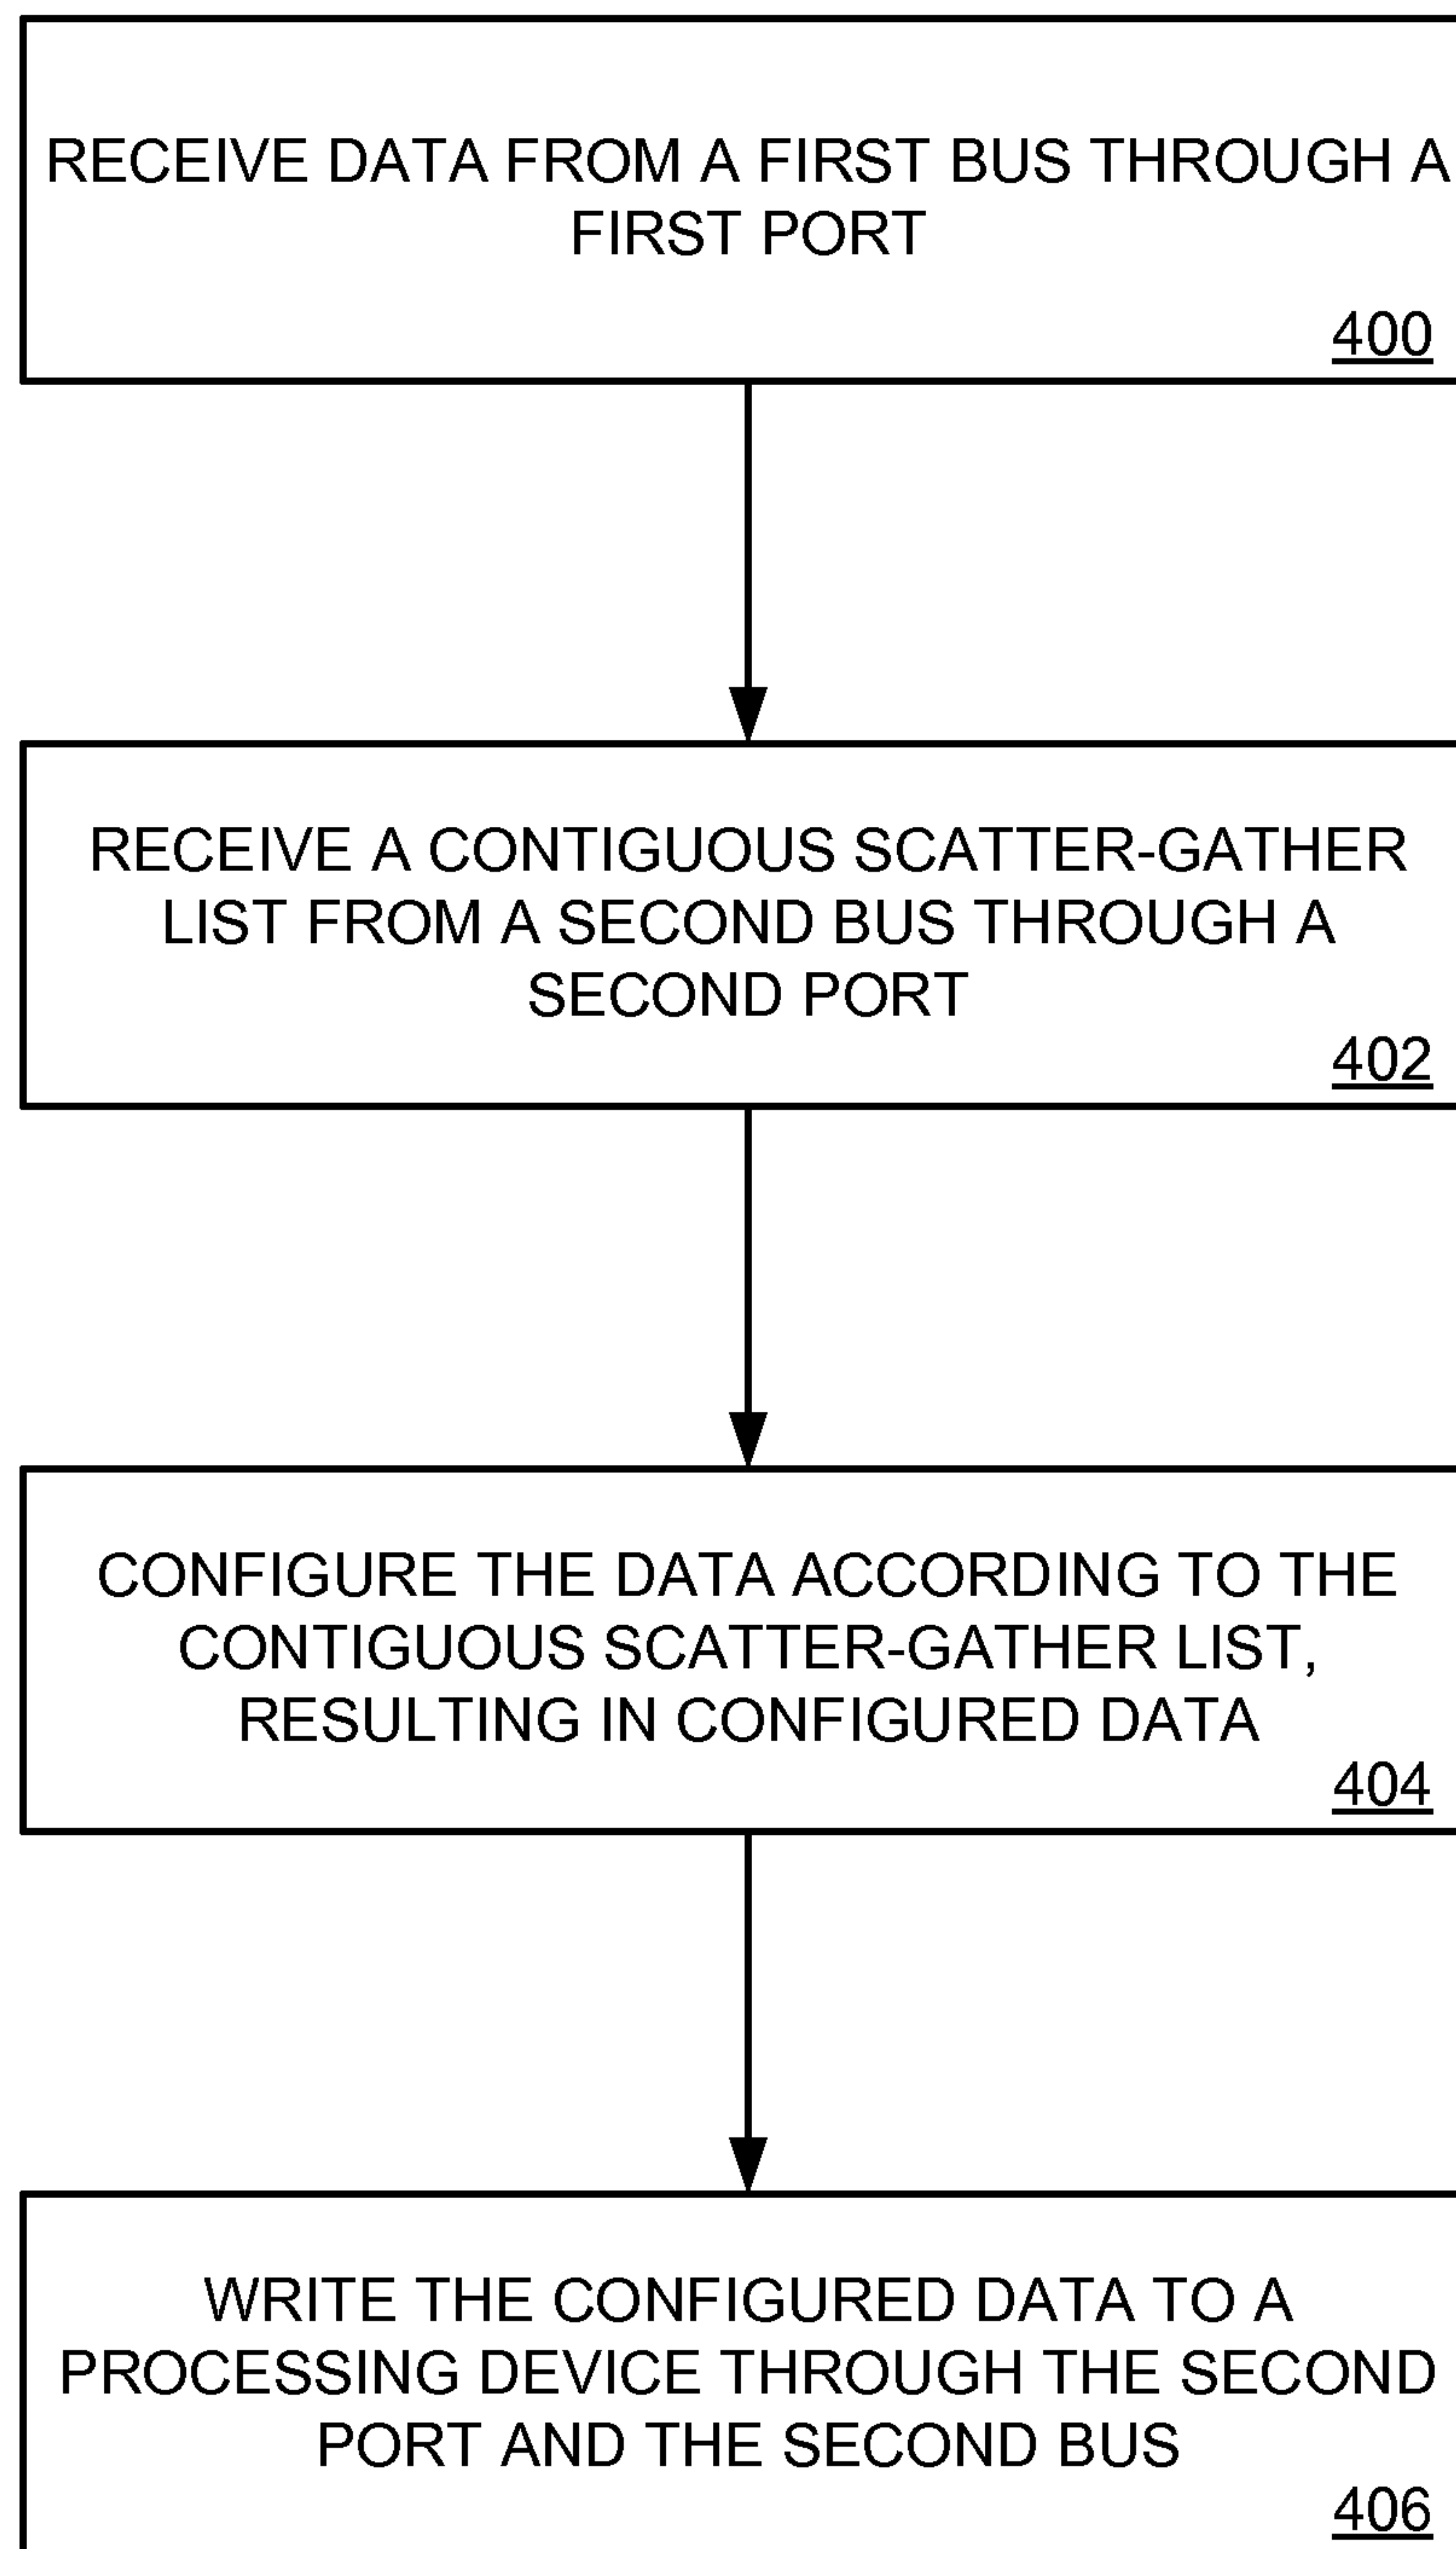 RECEIVE DATA FROM A FIRST BUS THROUGH A
FIRST PORT
400
RECEIVE A CONTIGUOUS SCATTER-GATHER
LIST FROM A SECOND BUS THROUGH A
SECOND PORT
402
CONFIGURE THE DATA ACCORDING TO THE
CONTIGUOUS SCATTER-GATHER LIST,
RESULTING IN CONFIGURED DATA
404
WRITE THE CONFIGURED DATA TO A
PROCESSING DEVICE THROUGH THE SECOND
PORT AND THE SECOND BUS
406